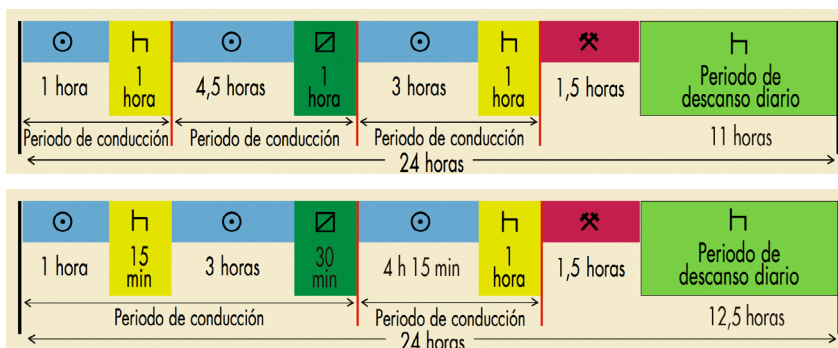 1 hora
1
hora
4,5 horas
1
hora
3 horas
1
hora
1,5 horas
Periodo de
descanso diario
Periodo de conducción
Periodo de conducción
Periodo de conducción
11 horas
24 horas
1 hora
15
min
3 horas
30
min
4 h 15 min
1
hora
1,5 horas
Periodo de
descanso diario
Periodo de conducción
Periodo de conducción
12,5 horas
24 horas